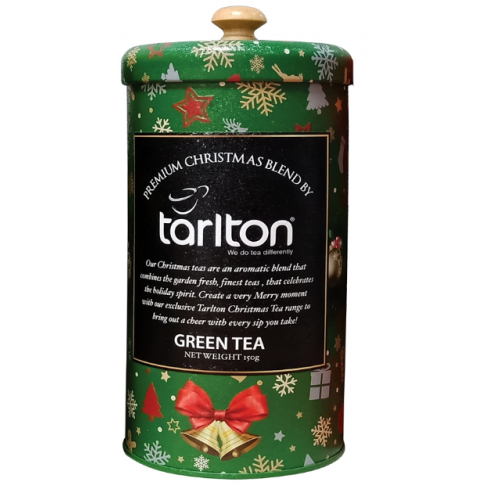 PREMIUM CHRISTMAS BLEND BY
tarlton®
We do tea differently
Our Christmas teas are an aromatic blend that
combines the garden fresh, finest teas , that celebrates
the holiday spirit. Create a very Merry moment
with our exclusive Tarlton Christmas Tea range to
bring out a cheer with every sip you take!
GREEN TEA
NET WEIGHT 150g